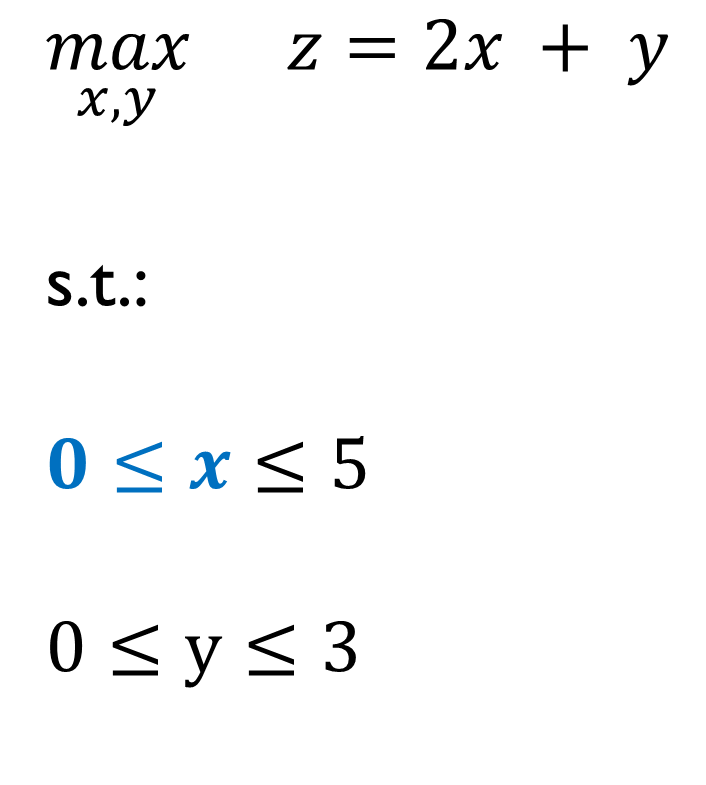 max z = 2x + y
x,y
s.t.:
0 ≤ x ≤ 5
0 ≤ y ≤ 3